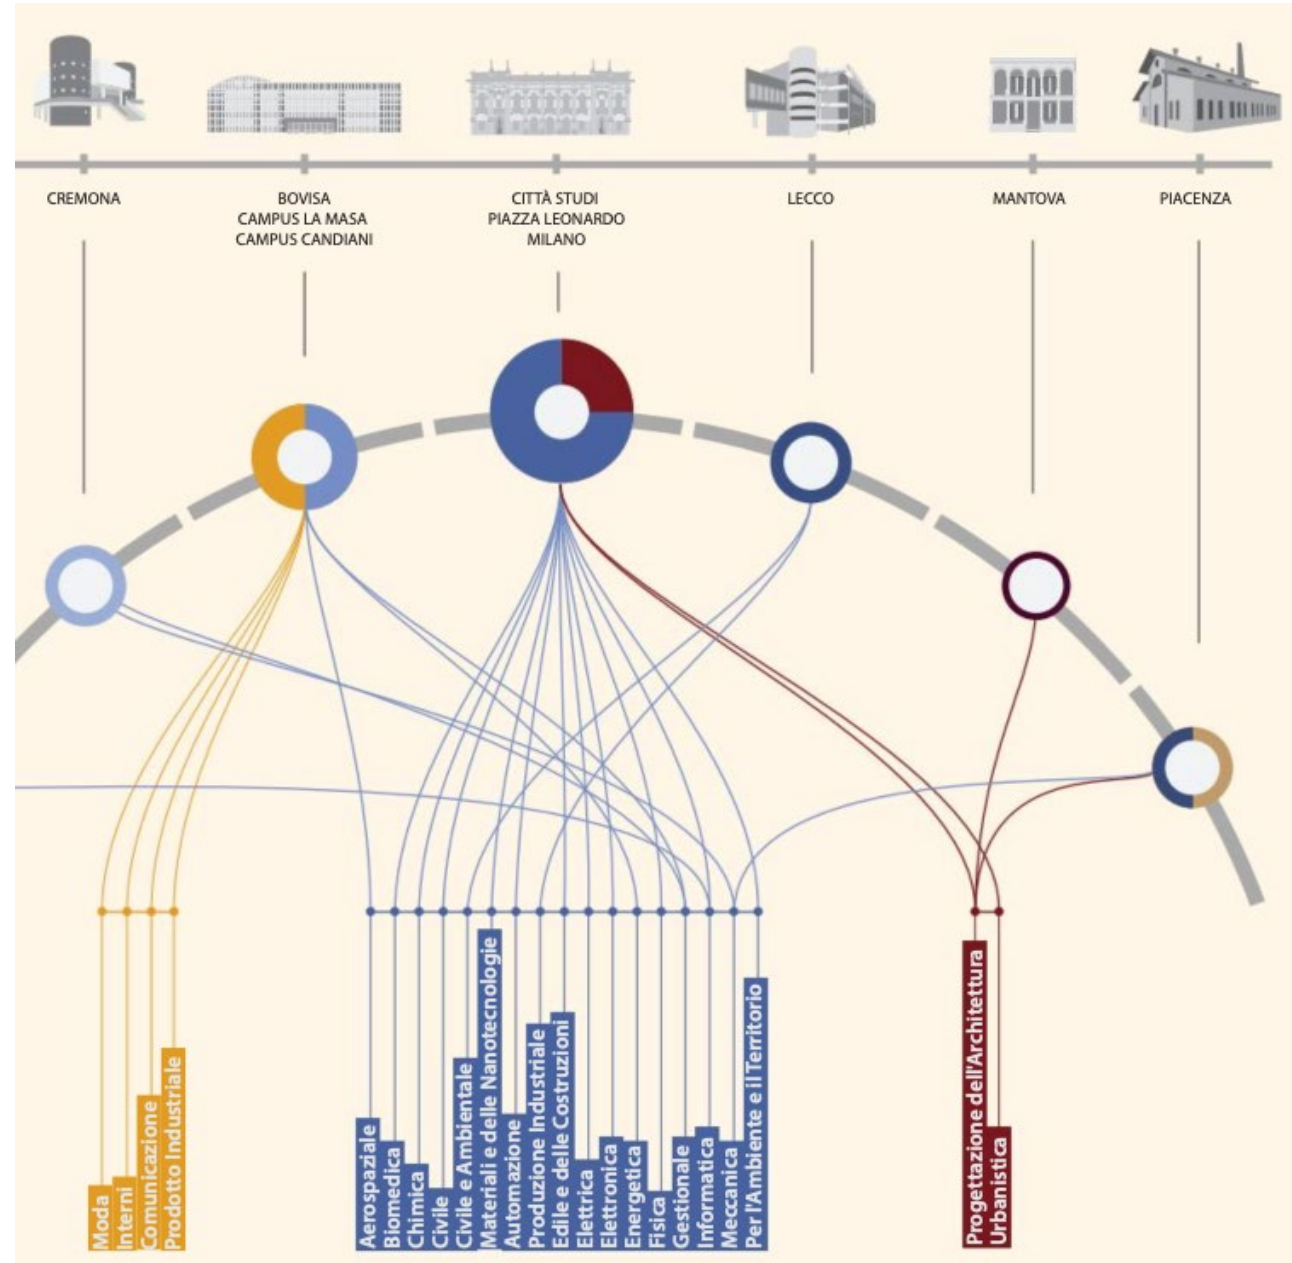 CREMONA
BOVISA
CAMPUS LA MASA
CAMPUS CANDIANI
CITTÀ STUDI
PIAZZA LEONARDO
MILANO
LECCO
MANTOVA
PIACENZA
Moda
Interni
Comunicazione
Prodotto Industriale
Aerospaziale
Biomedica
Chimica
Civile
Civile e Ambientale
Materiali e delle Nanotecnologie
Automazione
Produzione Industriale
Edile e delle Costruzioni
Elettrica
Elettronica
Energetica
Fisica
Gestionale
Informatica
Meccanica
Per l'Ambiente e il Territorio
Progettazione dell'Architettura
Urbanistica